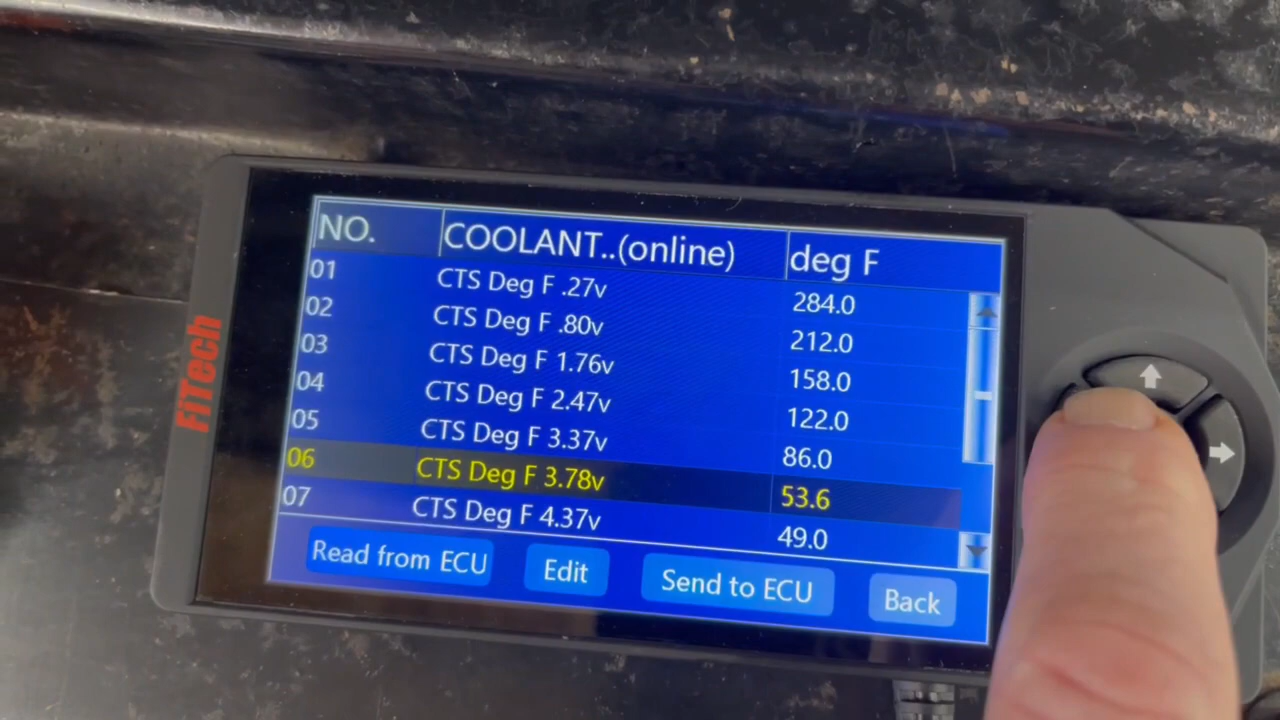 NO. COOLANT..(online) deg F
01 CTS Deg F .27v 284.0
02 CTS Deg F .80v 212.0
03 CTS Deg F 1.76v 158.0
04 CTS Deg F 2.47v 122.0
05 CTS Deg F 3.37v 86.0
06 CTS Deg F 3.78v 53.6
07 CTS Deg F 4.37v 49.0
Read from ECU Edit Send to ECU Back
FiTech